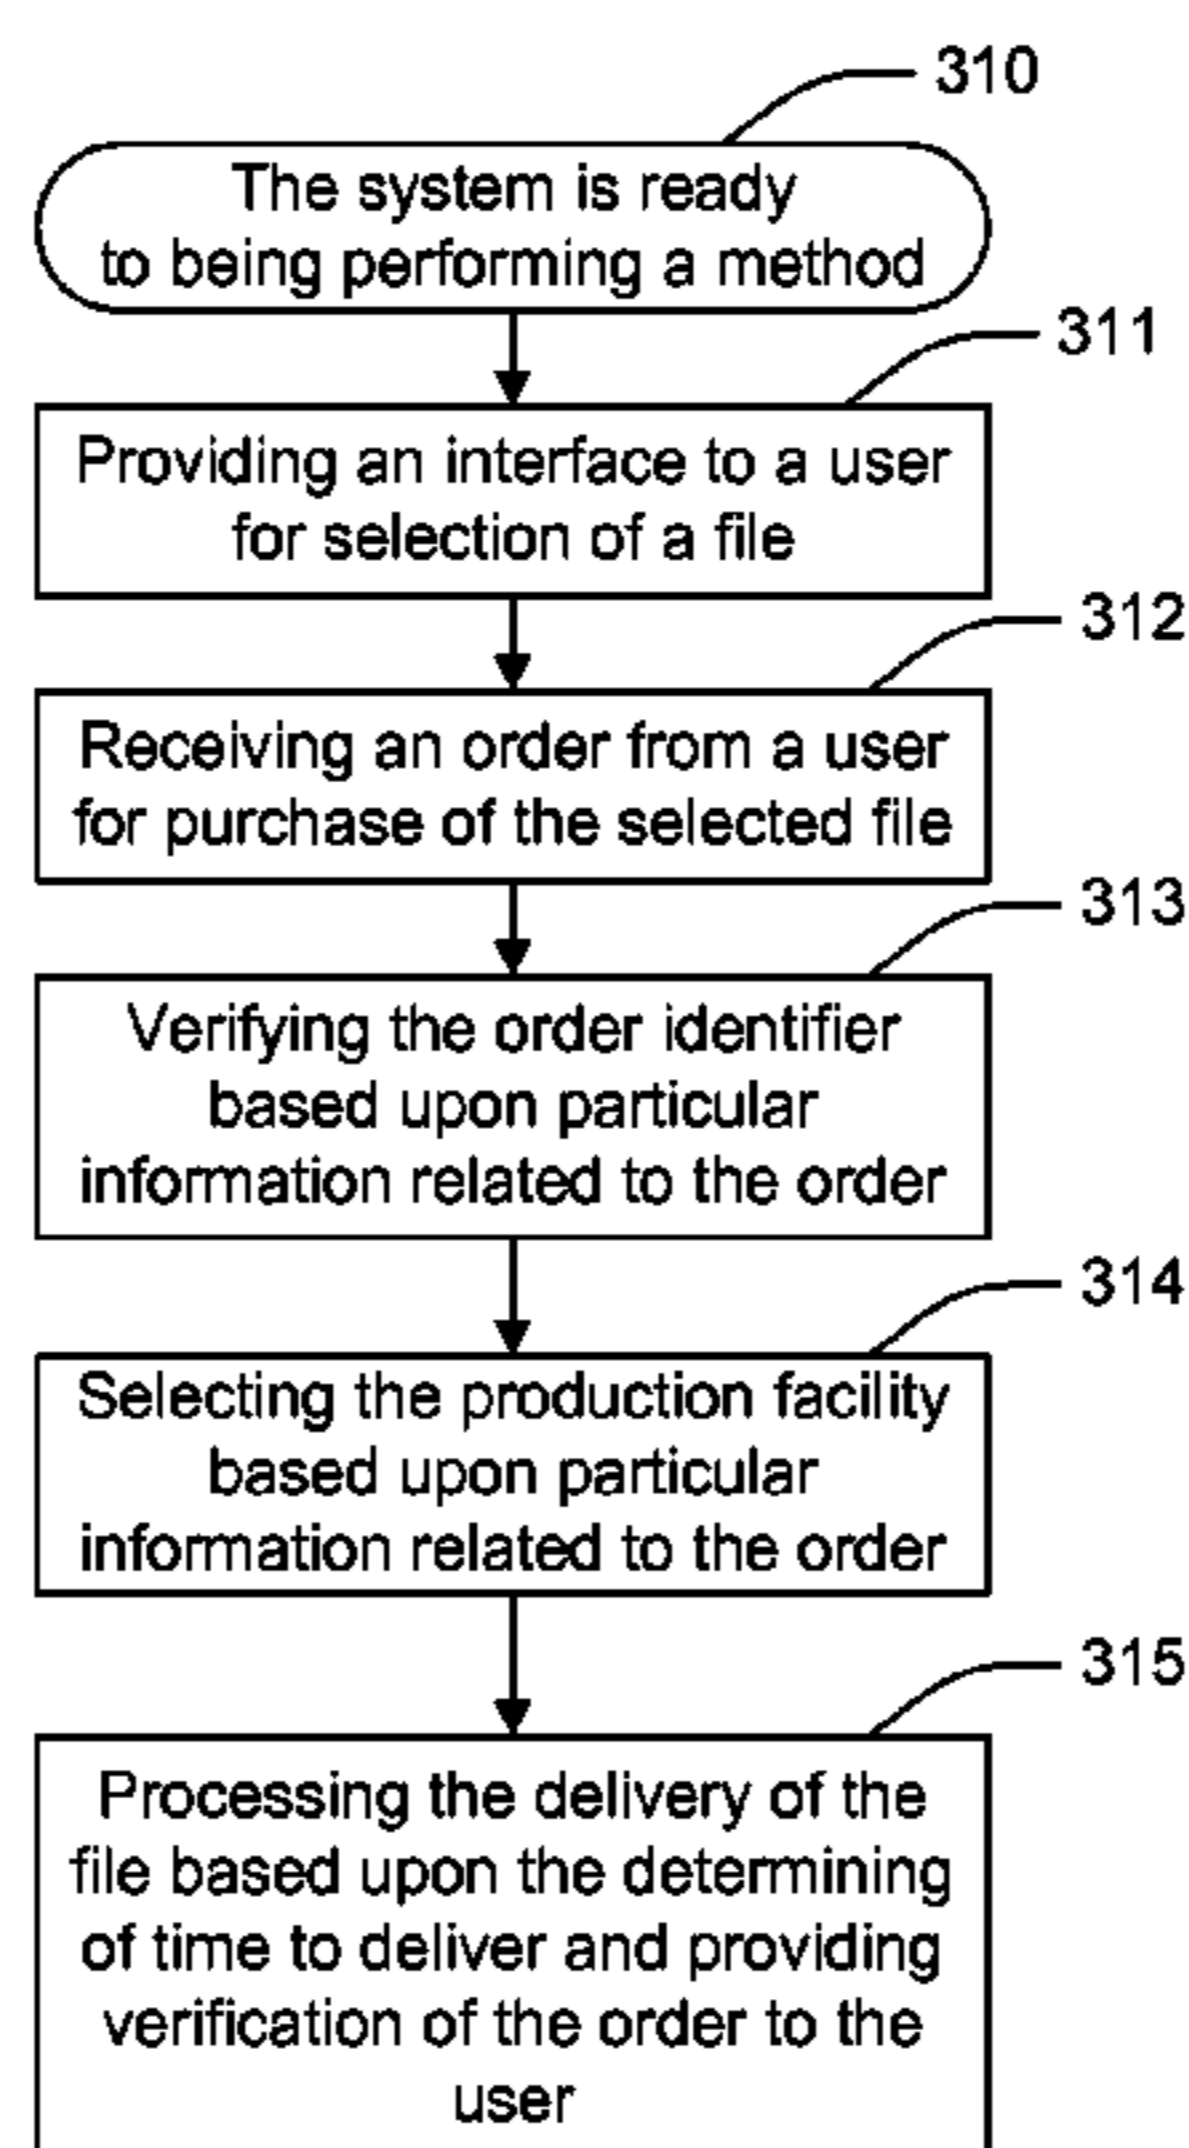 310
The system is ready
to being performing a method
311
Providing an interface to a user
for selection of a file
312
Receiving an order from a user
for purchase of the selected file
313
Verifying the order identifier
based upon particular
information related to the order
314
Selecting the production facility
based upon particular
information related to the order
315
Processing the delivery of the
file based upon the determining
of time to deliver and providing
verification of the order to the
user